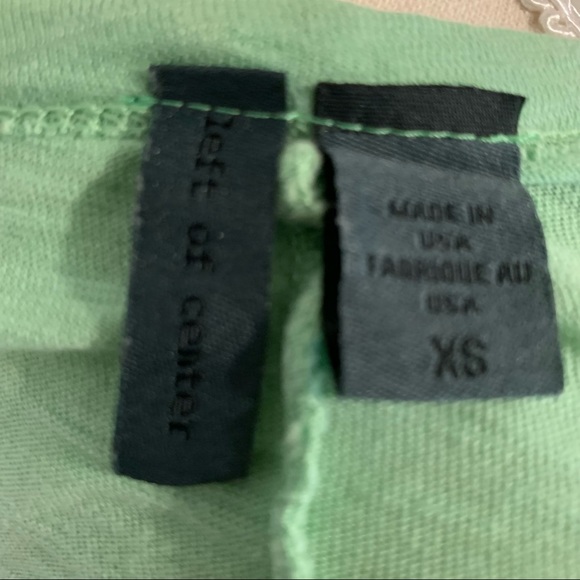 left of center
MADE IN
USA
FABRIQUE AU
USA
XS